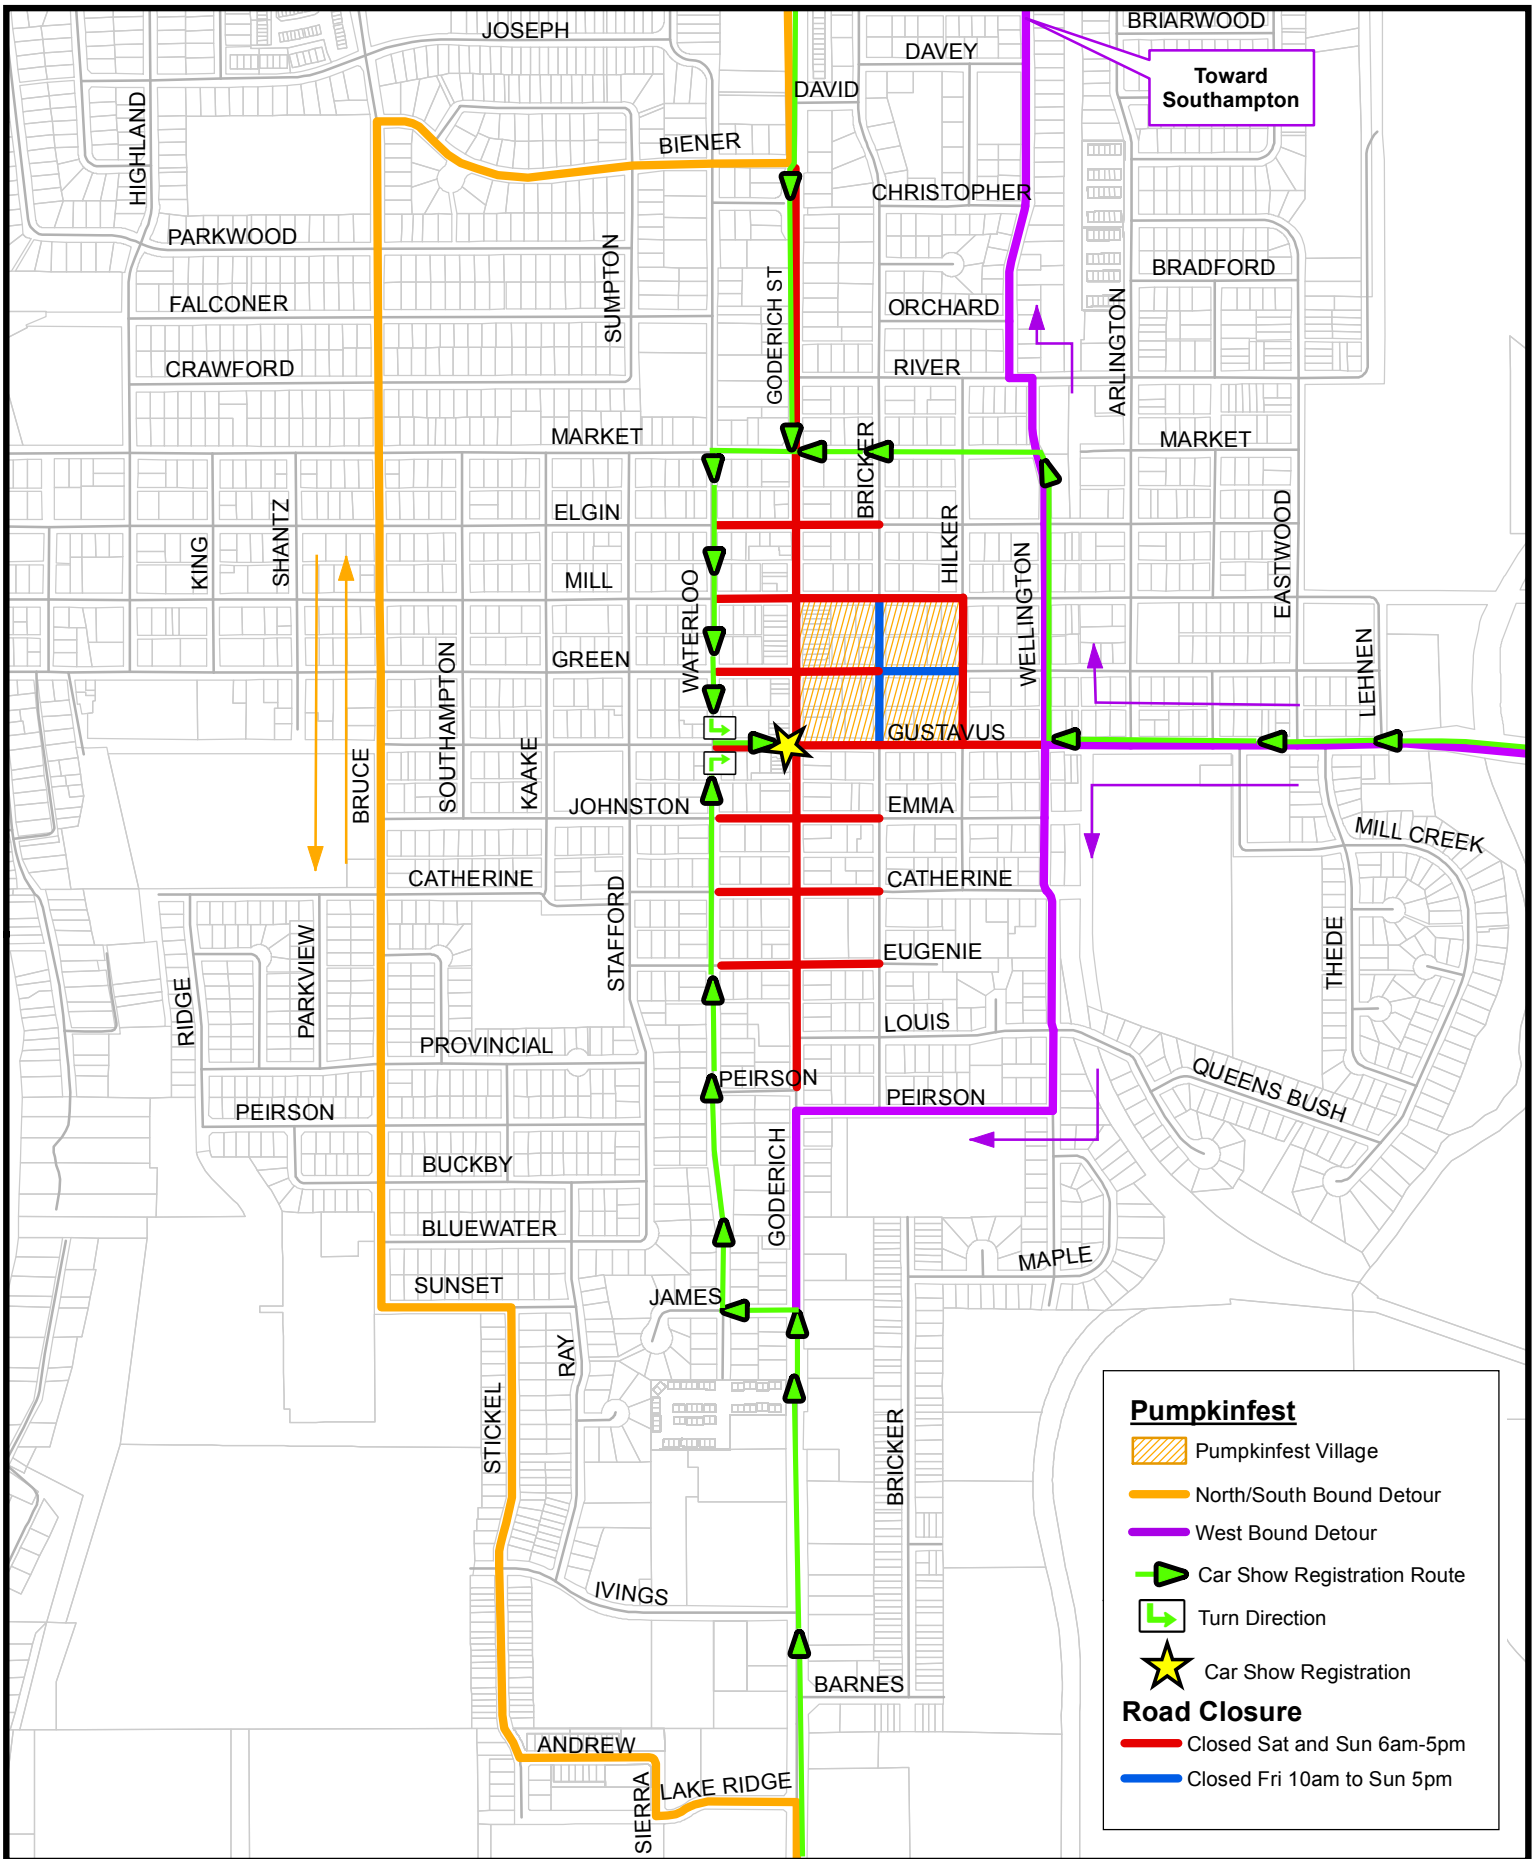 JOSEPH
BRIARWOOD
DAVEY
Toward
Southampton
DAVID
HIGHLAND
BIENER
CHRISTOPHER
PARKWOOD
SUMPTON
BRADFORD
FALCONER
GODERICH ST
ORCHARD
ARLINGTON
CRAWFORD
RIVER
MARKET
BRICKER
MARKET
ELGIN
SHANTZ
KING
HILKER
EASTWOOD
MILL
WATERLOO
WELLINGTON
GREEN
SOUTHAMPTON
LEHNEN
GUSTAVUS
BRUCE
KAAKE
JOHNSTON
EMMA
MILL CREEK
CATHERINE
CATHERINE
STAFFORD
EUGENIE
THEDE
PARKVIEW
RIDGE
LOUIS
PROVINCIAL
PEIRSON
QUEENS BUSH
PEIRSON
PEIRSON
BUCKBY
GODERICH
BLUEWATER
MAPLE
SUNSET
JAMES
RAY
STICKEL
BRICKER
IVINGS
BARNES
ANDREW
SIERRA
LAKE RIDGE
Pumpkinfest
Pumpkinfest Village
North/South Bound Detour
West Bound Detour
Car Show Registration Route
Turn Direction
Car Show Registration
Road Closure
Closed Sat and Sun 6am-5pm
Closed Fri 10am to Sun 5pm